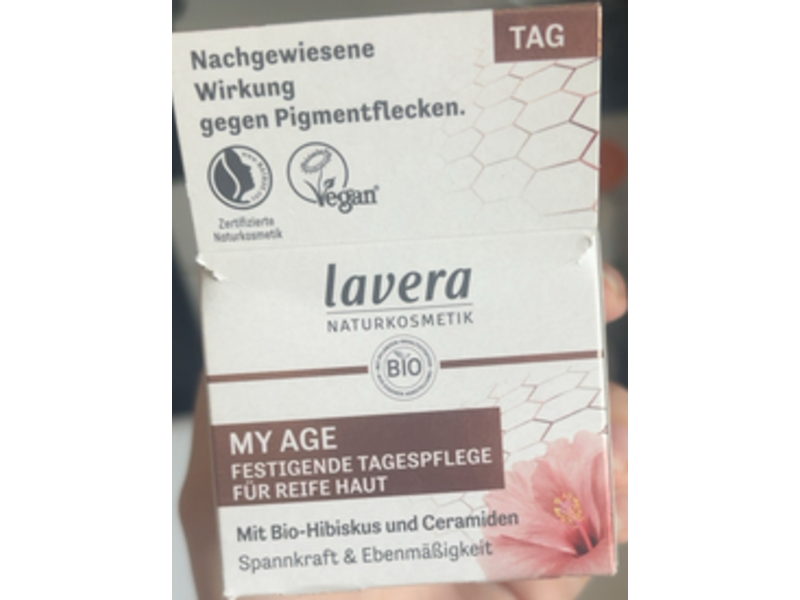 TAG
Nachgewiesene
Wirkung
gegen Pigmentflecken.
Vegan
Zertifizierte
Naturkosmetik
lavera
NATURKOSMETIK
BIO
MY AGE
FESTIGENDE TAGESPFLEGE
FÜR REIFE HAUT
Mit Bio-Hibiskus und Ceramiden
Spannkraft & Ebenmäßigkeit